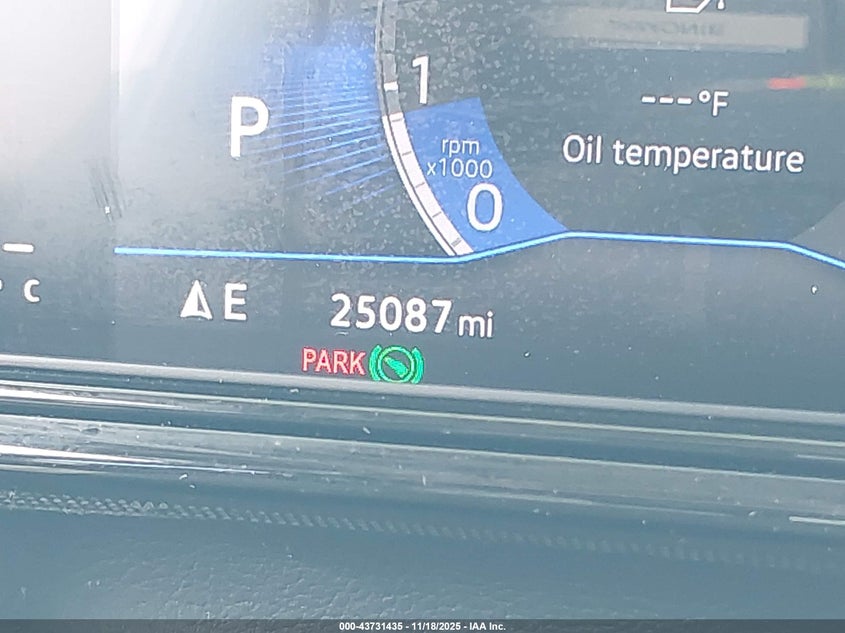 1
P
---°F
rpm
x1000
Oil temperature
0
C
E
25087 mi
PARK
000-43731435 - 11/18/2025 - IAA Inc.